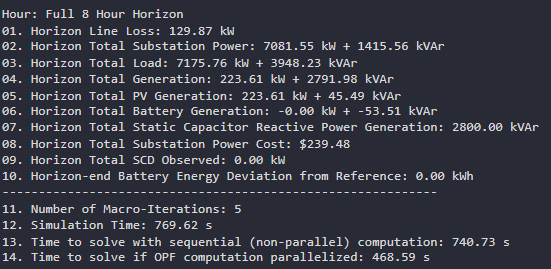 Hour: Full 8 Hour Horizon
01. Horizon Line Loss: 129.87 kW
02. Horizon Total Substation Power: 7081.55 kW + 1415.56 kVAr
03. Horizon Total Load: 7175.76 kW + 3948.23 kVAr
04. Horizon Total Generation: 223.61 kW + 2791.98 kVAr
05. Horizon Total PV Generation: 223.61 kW + 45.49 kVAr
06. Horizon Total Battery Generation: -0.00 kW + -53.51 kVAr
07. Horizon Total Static Capacitor Reactive Power Generation: 2800.00 kVAr
08. Horizon Total Substation Power Cost: $239.48
09. Horizon Total SCD Observed: 0.00 kW
10. Horizon-end Battery Energy Deviation from Reference: 0.00 kWh
------------------------------------------------------------
11. Number of Macro-Iterations: 5
12. Simulation Time: 769.62 s
13. Time to solve with sequential (non-parallel) computation: 740.73 s
14. Time to solve if OPF computation parallelized: 468.59 s